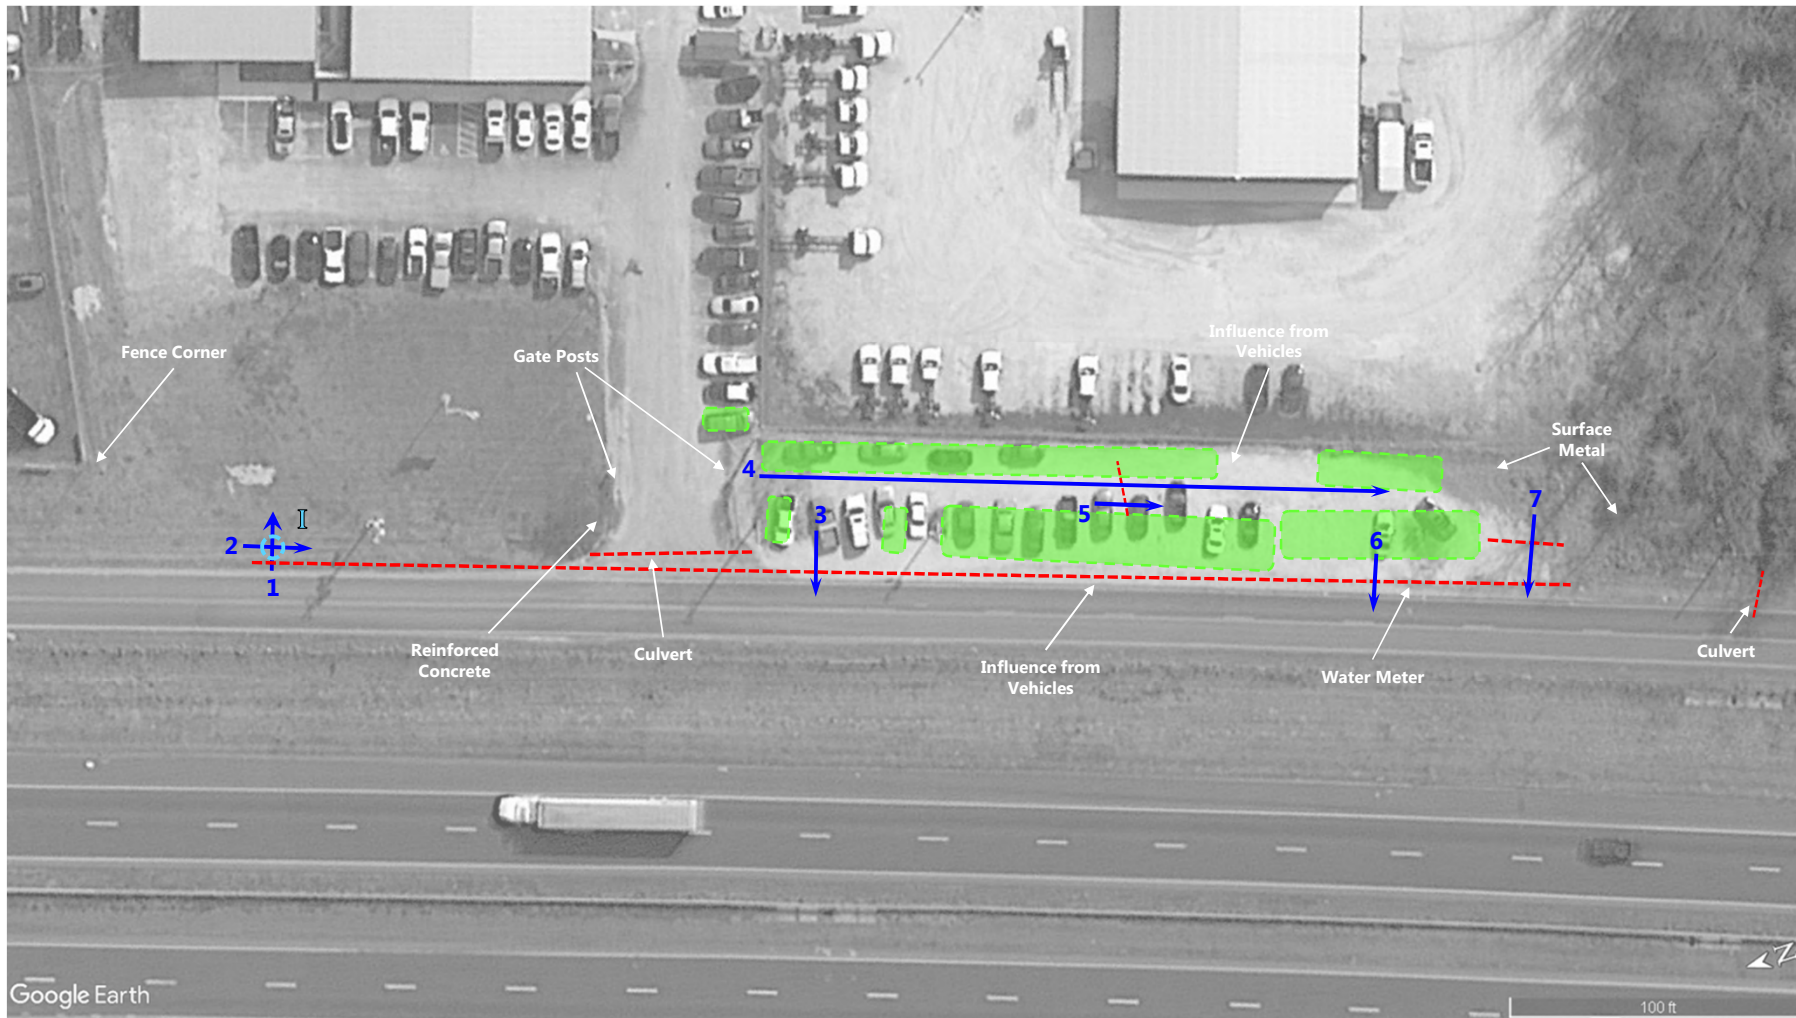 Influence from
Vehicles
Fence Corner
Gate Posts
Surface
Metal
4
7
3
5
I
2
6
1
Reinforced
Concrete
Culvert
Influence from
Vehicles
Water Meter
Culvert
N
Google Earth
100 ft